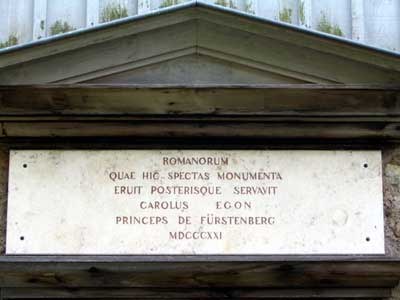 ROMANORUM
QUAE HIC SPECTAS MONUMENTA
ERUIT POSTERISQUE SERVAVIT
CAROLUS EGON
PRINCEPS DE FÜRSTENBERG
MDCCCXXI